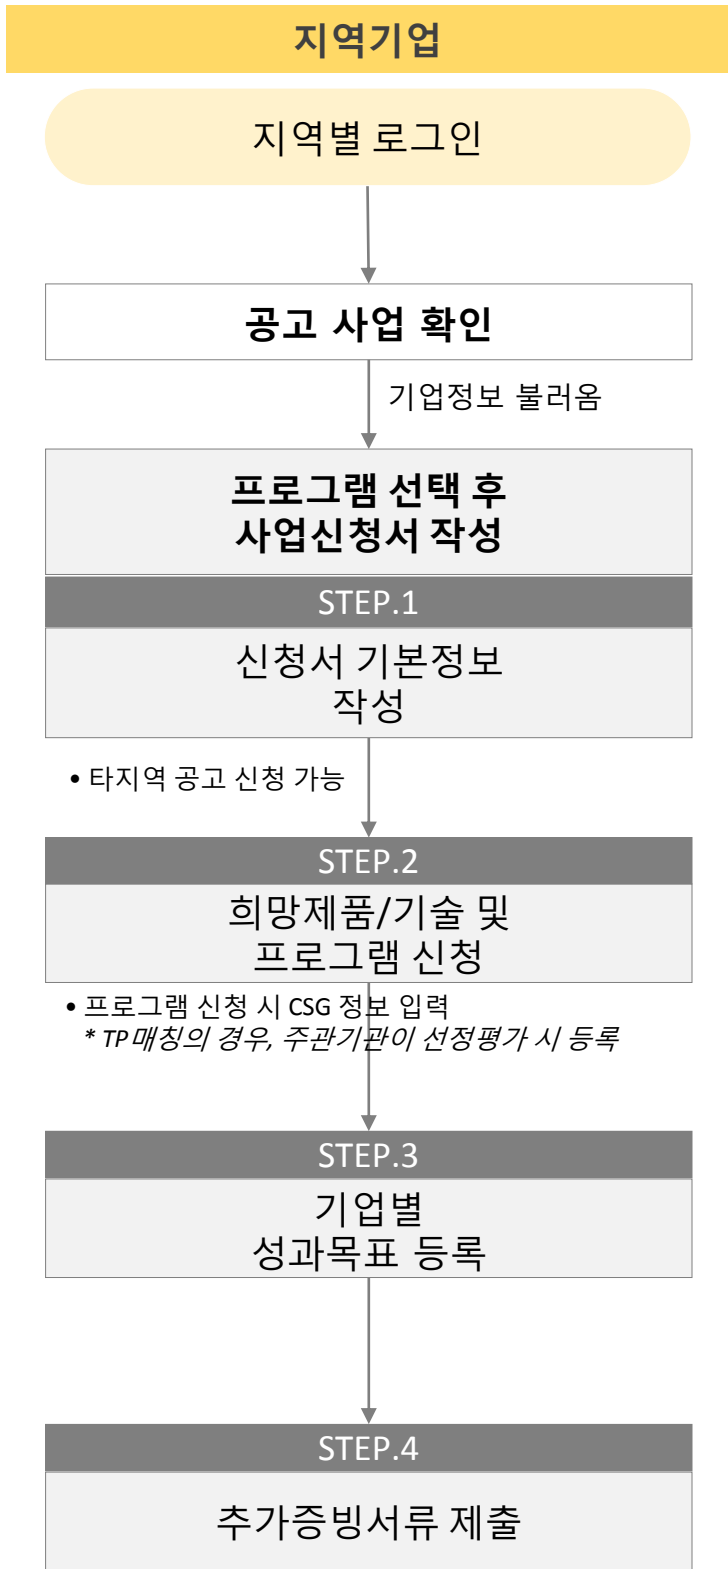 지역기업
지역별 로그인
공고 사업 확인
기업정보 불러옴
프로그램 선택 후
사업신청서 작성
STEP.1
신청서 기본정보
작성
• 타지역 공고 신청 가능
STEP.2
희망제품/기술 및
프로그램 신청
• 프로그램 신청 시 CSG 정보 입력
* TP매칭의 경우, 주관기관이 선정평가 시 등록
STEP.3
기업별
성과목표 등록
STEP.4
추가증빙서류 제출